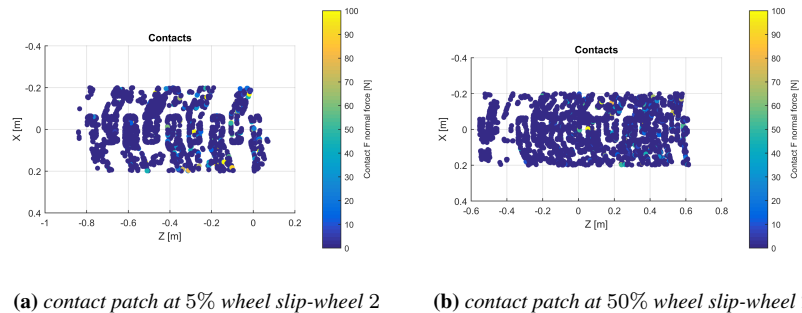 Contacts
-0.4
-0.2
0
0.2
0.4
X [m]
-1 -0.8 -0.6 -0.4 -0.2 0 0.2
Z [m]
100
90
80
70
60
50
40
30
20
10
0
Contact F normal force [N]
Contacts
-0.4
-0.2
0
0.2
0.4
X [m]
-0.6 -0.4 -0.2 0 0.2 0.4 0.6 0.8
Z [m]
100
90
80
70
60
50
40
30
20
10
0
Contact F normal force [N]
(a) contact patch at 5% wheel slip-wheel 2
(b) contact patch at 50% wheel slip-wheel